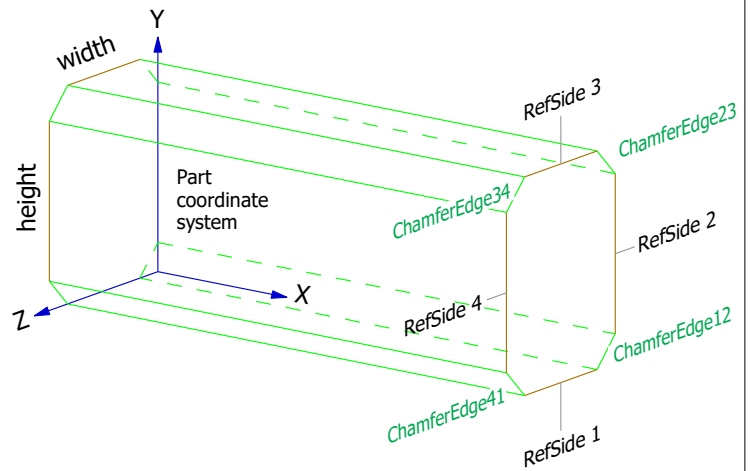 Y
width
RefSide 3
ChamferEdge23
height
Part
coordinate
system
ChamferEdge34
RefSide 2
X
Z
RefSide 4
ChamferEdge12
ChamferEdge41
RefSide 1